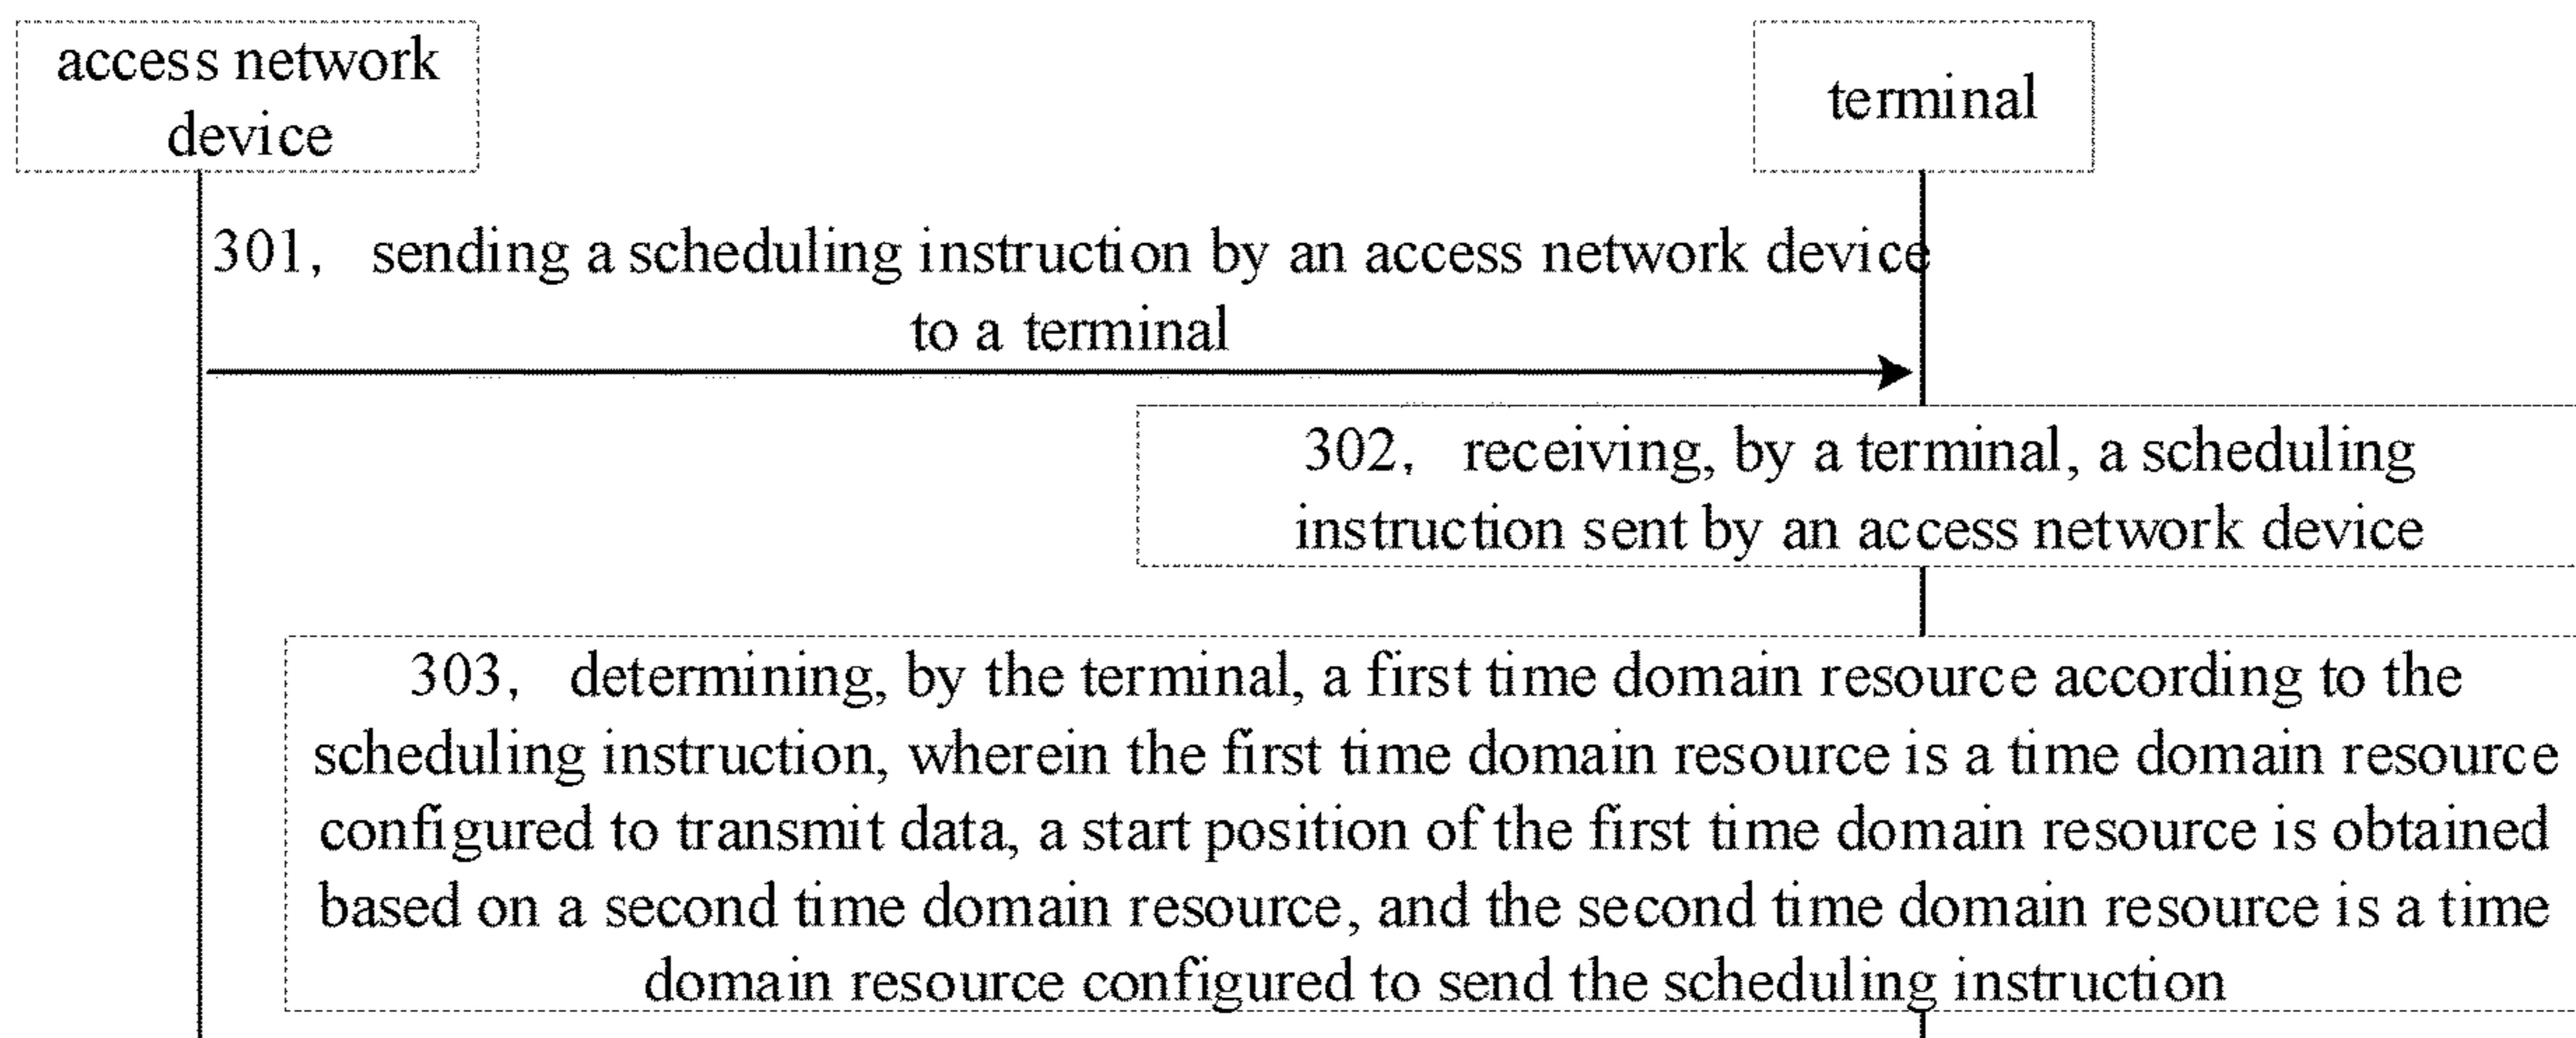 access network
device
terminal
301, sending a scheduling instruction by an access network device
to a terminal
302, receiving, by a terminal, a scheduling
instruction sent by an access network device
303, determining, by the terminal, a first time domain resource according to the
scheduling instruction, wherein the first time domain resource is a time domain resource
configured to transmit data, a start position of the first time domain resource is obtained
based on a second time domain resource, and the second time domain resource is a time
domain resource configured to send the scheduling instruction